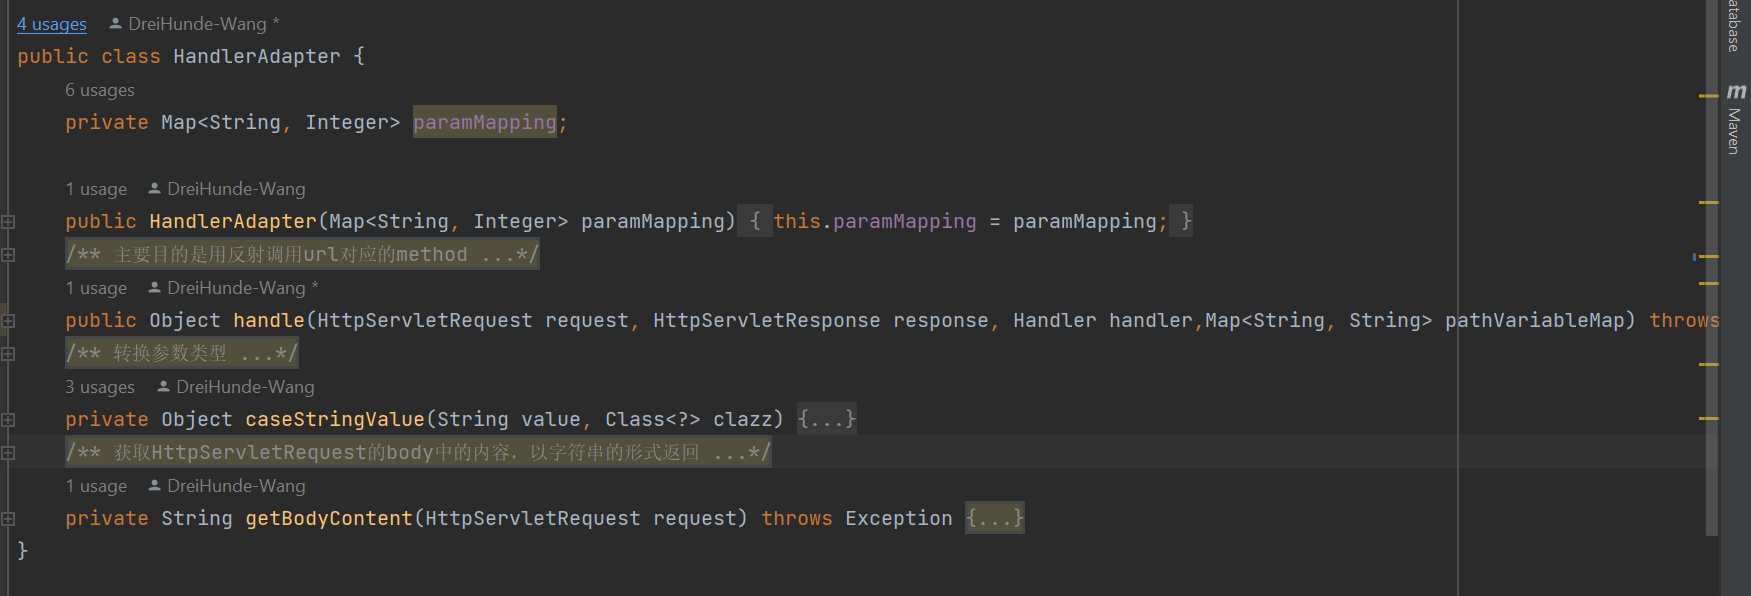 4 usages DreiHunde-Wang *
public class HandlerAdapter {
6 usages
private Map<String, Integer> paramMapping;
1 usage DreiHunde-Wang
public HandlerAdapter(Map<String, Integer> paramMapping) { this.paramMapping = paramMapping; }
/** 主要目的是用反射调用url对应的method ...*/
1 usage DreiHunde-Wang *
public Object handle(HttpServletRequest request, HttpServletResponse response, Handler handler,Map<String, String> pathVariableMap) throws
/** 转换参数类型 ...*/
3 usages DreiHunde-Wang
private Object caseStringValue(String value, Class<?> clazz) {...}
/** 获取HttpServletRequest的body中的内容，以字符串的形式返回 ...*/
1 usage DreiHunde-Wang
private String getBodyContent(HttpServletRequest request) throws Exception {...}
}
atabase
m Maven